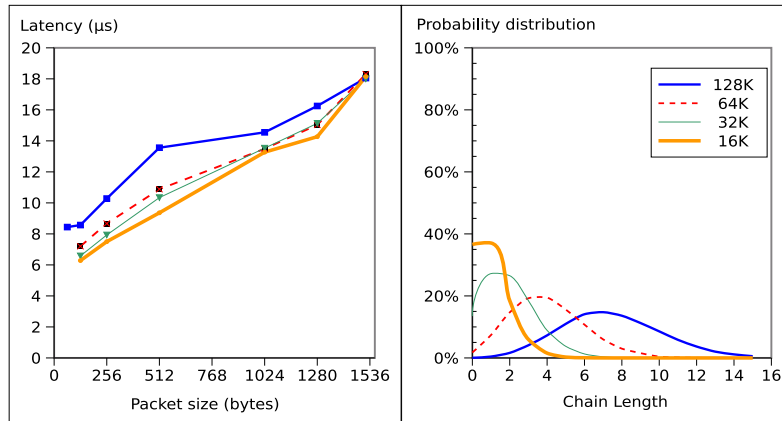 Latency (µs)
20
18
16
14
12
10
8
6
4
2
0
0 256 512 768 1024 1280 1536
Packet size (bytes)
Probability distribution
100%
80%
60%
40%
20%
0%
0 2 4 6 8 10 12 14 16
Chain Length
128K
64K
32K
16K